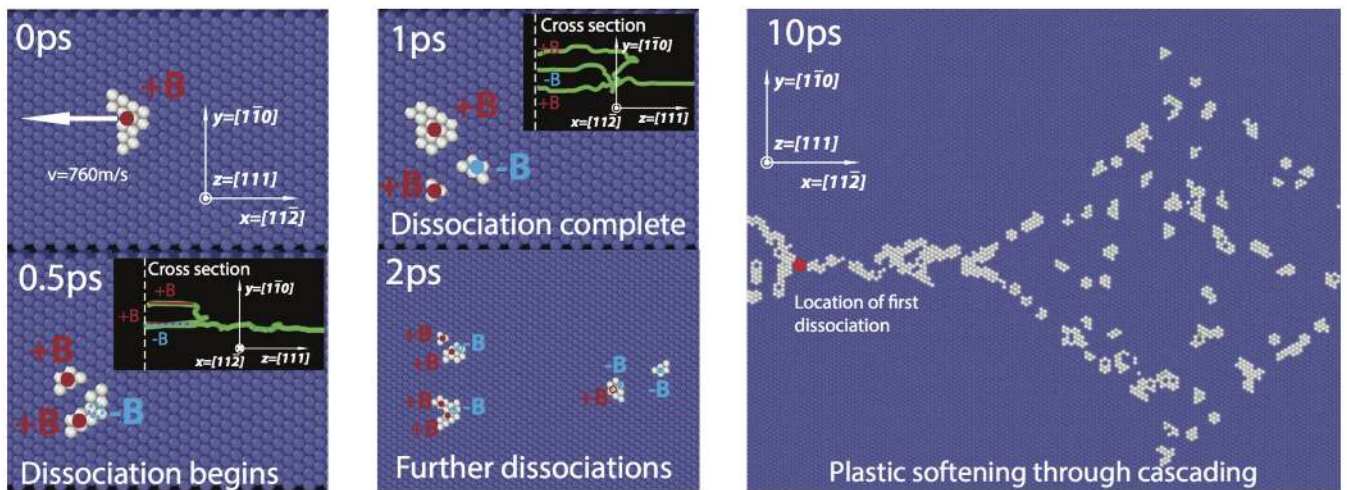 0ps
+B
v=760m/s
y=[11̅0]
z=[111]
x=[112̅]
0.5ps
Cross section
+B
+B
-B
y=[11̅0]
x=[112̅]
z=[111]
+B
+B
-B
Dissociation begins
1ps
Cross section
+B
-B
+B
y=[11̅0]
x=[112̅]
z=[111]
+B
-B
+B
Dissociation complete
2ps
+B
-B
+B
+B
-B
+B
-B
+B
-B
Further dissociations
10ps
y=[11̅0]
z=[111]
x=[112̅]
Location of first
dissociation
Plastic softening through cascading